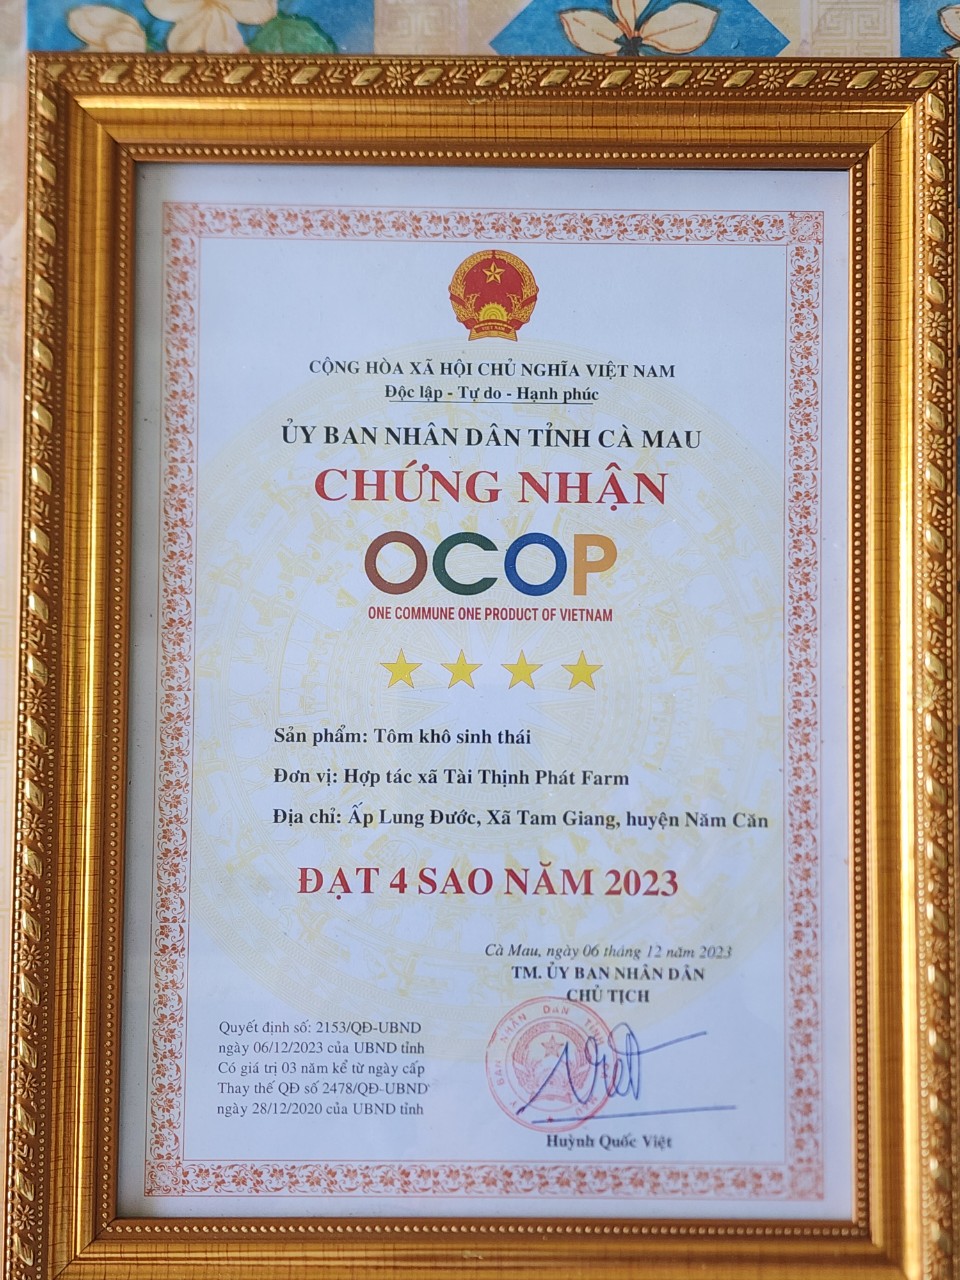 VIỆT NAM
CỘNG HÒA XÃ HỘI CHỦ NGHĨA VIỆT NAM
Độc lập - Tự do - Hạnh phúc
ỦY BAN NHÂN DÂN TỈNH CÀ MAU
CHỨNG NHẬN
OCOP
ONE COMMUNE ONE PRODUCT OF VIETNAM
Sản phẩm: Tôm khô sinh thái
Đơn vị: Hợp tác xã Tài Thịnh Phát Farm
Địa chỉ: Ấp Lung Đước, Xã Tam Giang, huyện Năm Căn
ĐẠT 4 SAO NĂM 2023
Cà Mau, ngày 06 tháng 12 năm 2023
TM. ỦY BAN NHÂN DÂN
CHỦ TỊCH
Quyết định số: 2153/QĐ-UBND
ngày 06/12/2023 của UBND tỉnh
Có giá trị 03 năm kể từ ngày cấp
Thay thế QĐ số 2478/QĐ-UBND
ngày 28/12/2020 của UBND tỉnh
Huỳnh Quốc Việt